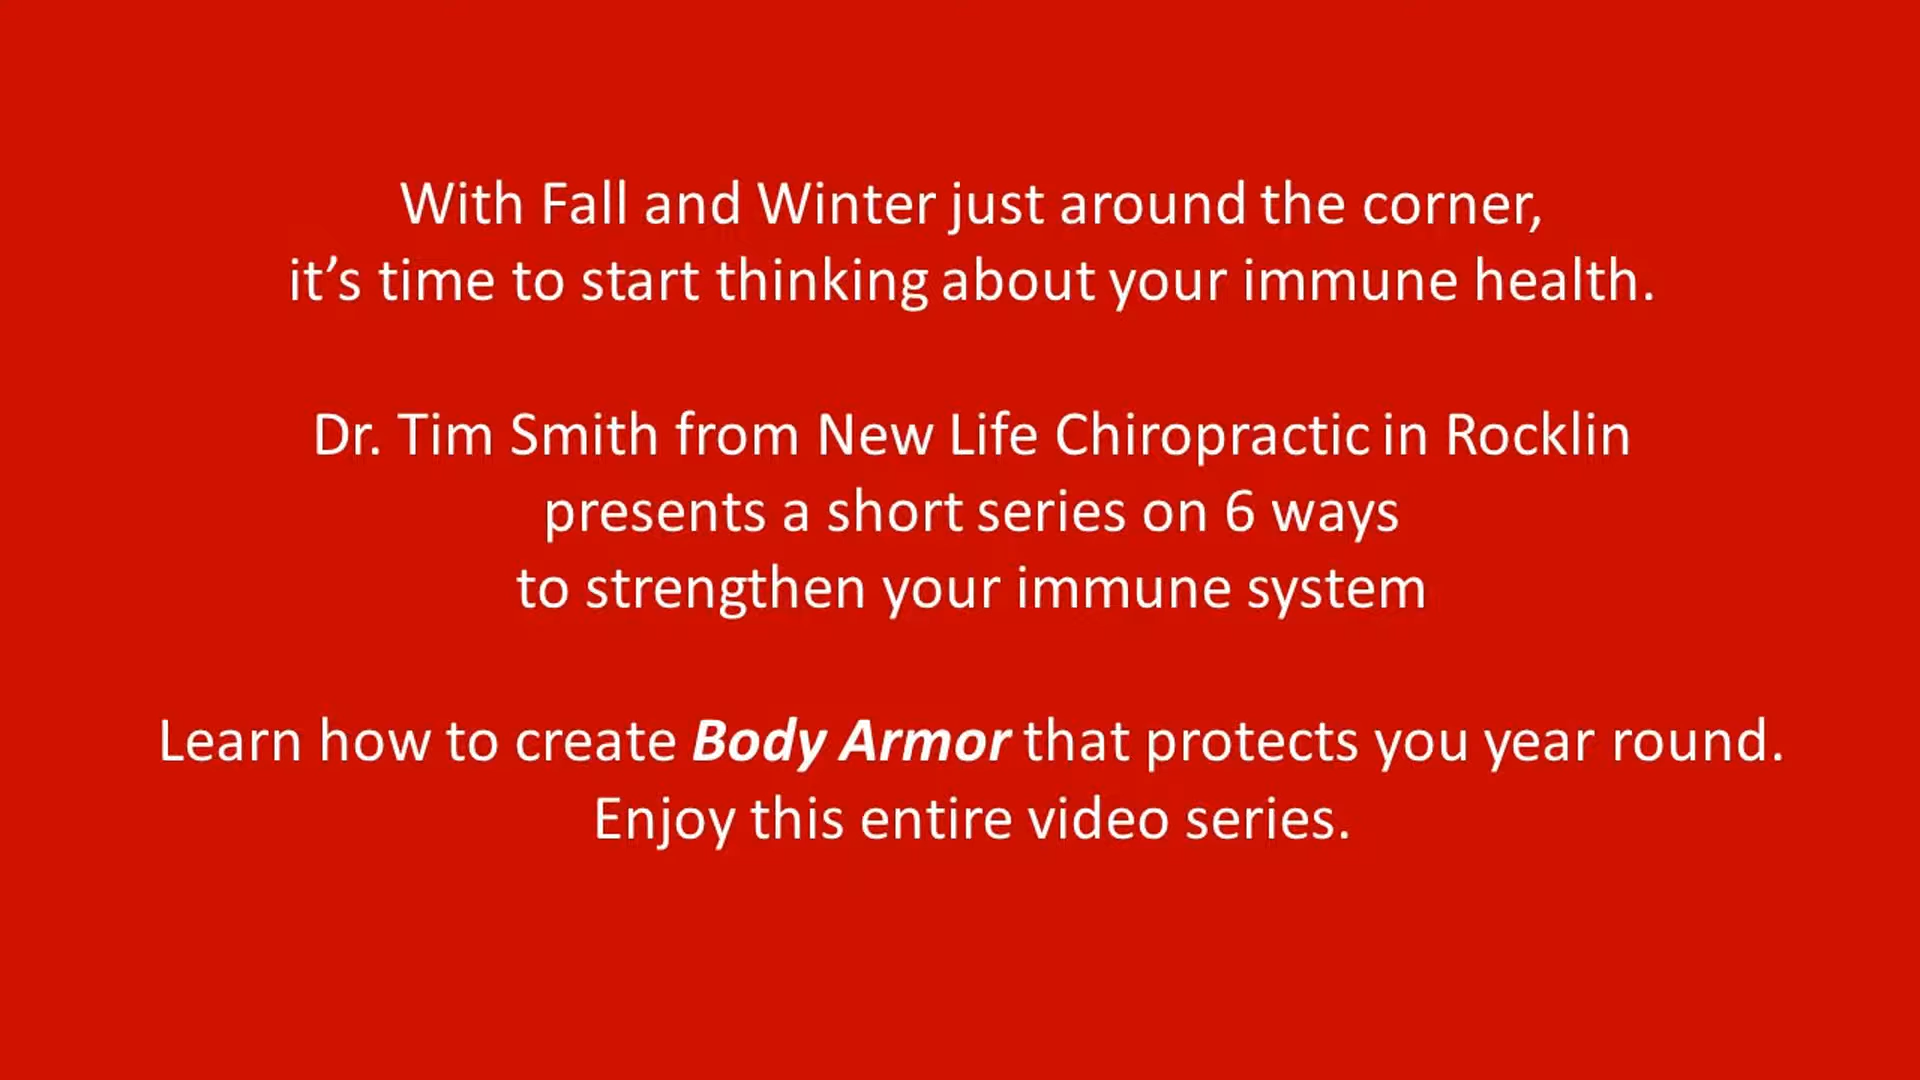 With Fall and Winter just around the corner,
it’s time to start thinking about your immune health.
Dr. Tim Smith from New Life Chiropractic in Rocklin
presents a short series on 6 ways
to strengthen your immune system
Learn how to create Body Armor that protects you year round.
Enjoy this entire video series.